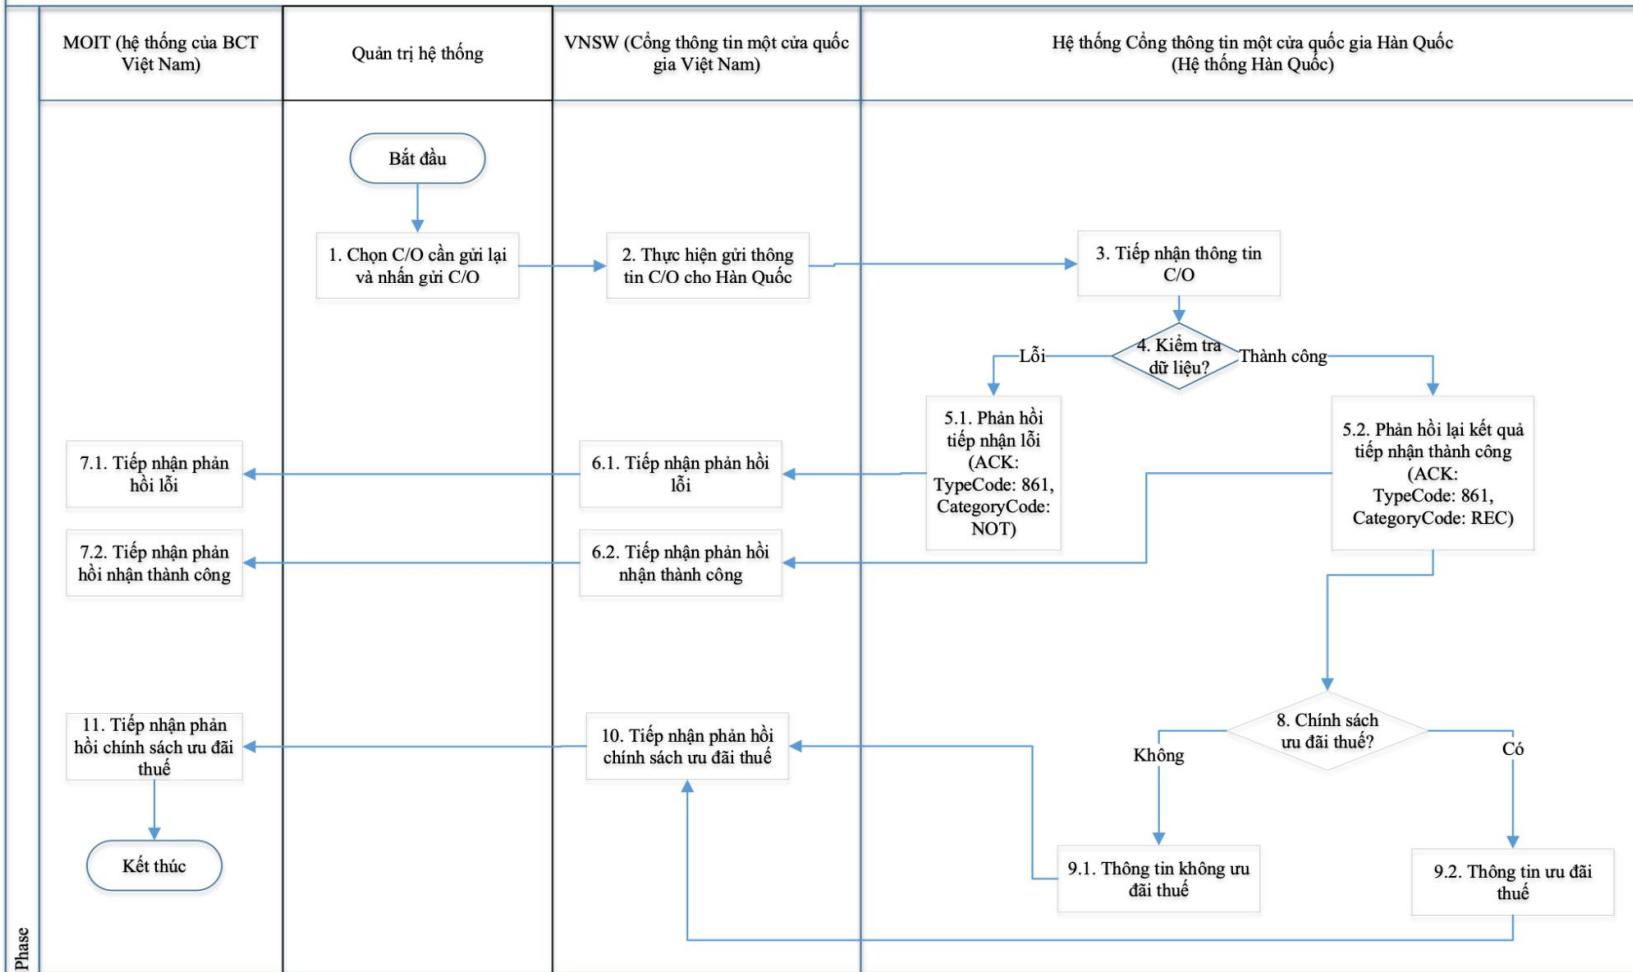 MOIT (hệ thống của BCT
Việt Nam)
Quản trị hệ thống
VNSW (Cổng thông tin một cửa quốc
gia Việt Nam)
Hệ thống Cổng thông tin một cửa quốc gia Hàn Quốc
(Hệ thống Hàn Quốc)
Bắt đầu
1. Chọn C/O cần gửi lại
và nhấn gửi C/O
2. Thực hiện gửi thông
tin C/O cho Hàn Quốc
3. Tiếp nhận thông tin
C/O
4. Kiểm tra
dữ liệu?
Lỗi
Thành công
5.1. Phản hồi
tiếp nhận lỗi
(ACK:
TypeCode: 861,
CategoryCode:
NOT)
5.2. Phản hồi lại kết quả
tiếp nhận thành công
(ACK:
TypeCode: 861,
CategoryCode: REC)
7.1. Tiếp nhận phản
hồi lỗi
6.1. Tiếp nhận phản hồi
lỗi
7.2. Tiếp nhận phản
hồi nhận thành công
6.2. Tiếp nhận phản hồi
nhận thành công
11. Tiếp nhận phản
hồi chính sách ưu đãi
thuế
10. Tiếp nhận phản hồi
chính sách ưu đãi thuế
8. Chính sách
ưu đãi thuế?
Không
Có
Kết thúc
9.1. Thông tin không ưu
đãi thuế
9.2. Thông tin ưu đãi
thuế
Phase